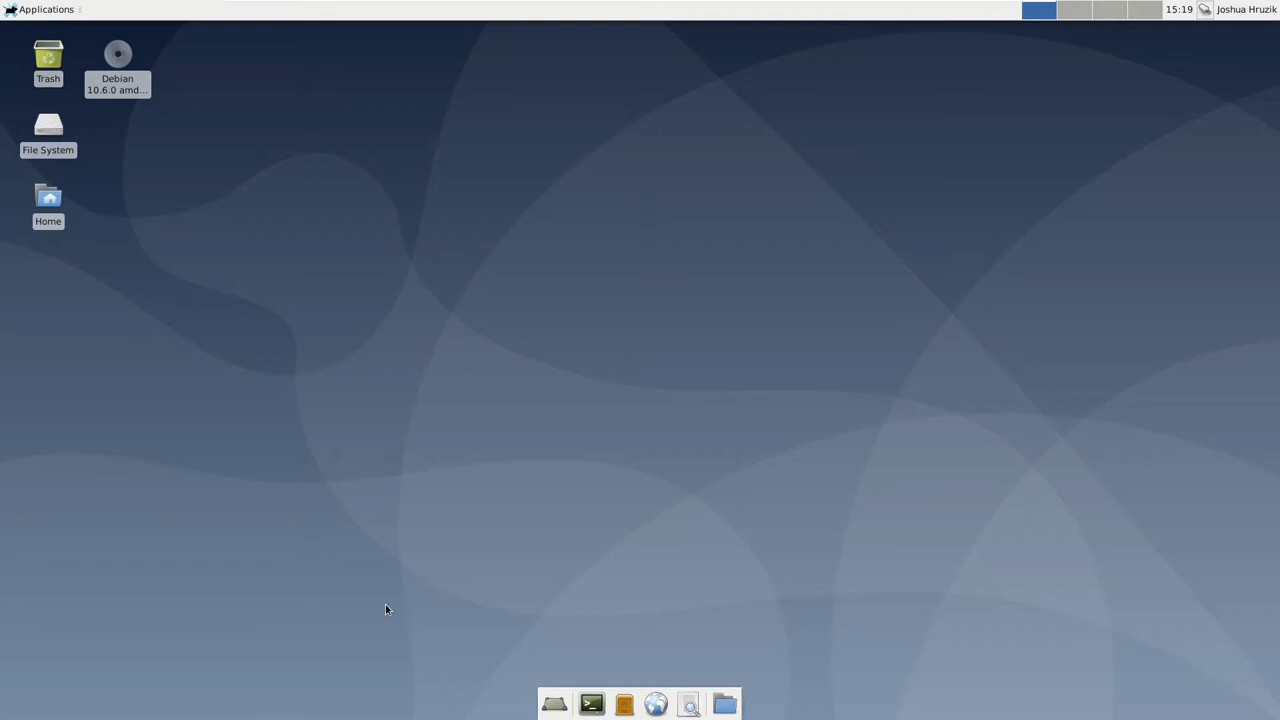 Applications
15:19
Joshua Hruzik
Trash
Debian
10.6.0 amd...
File System
Home